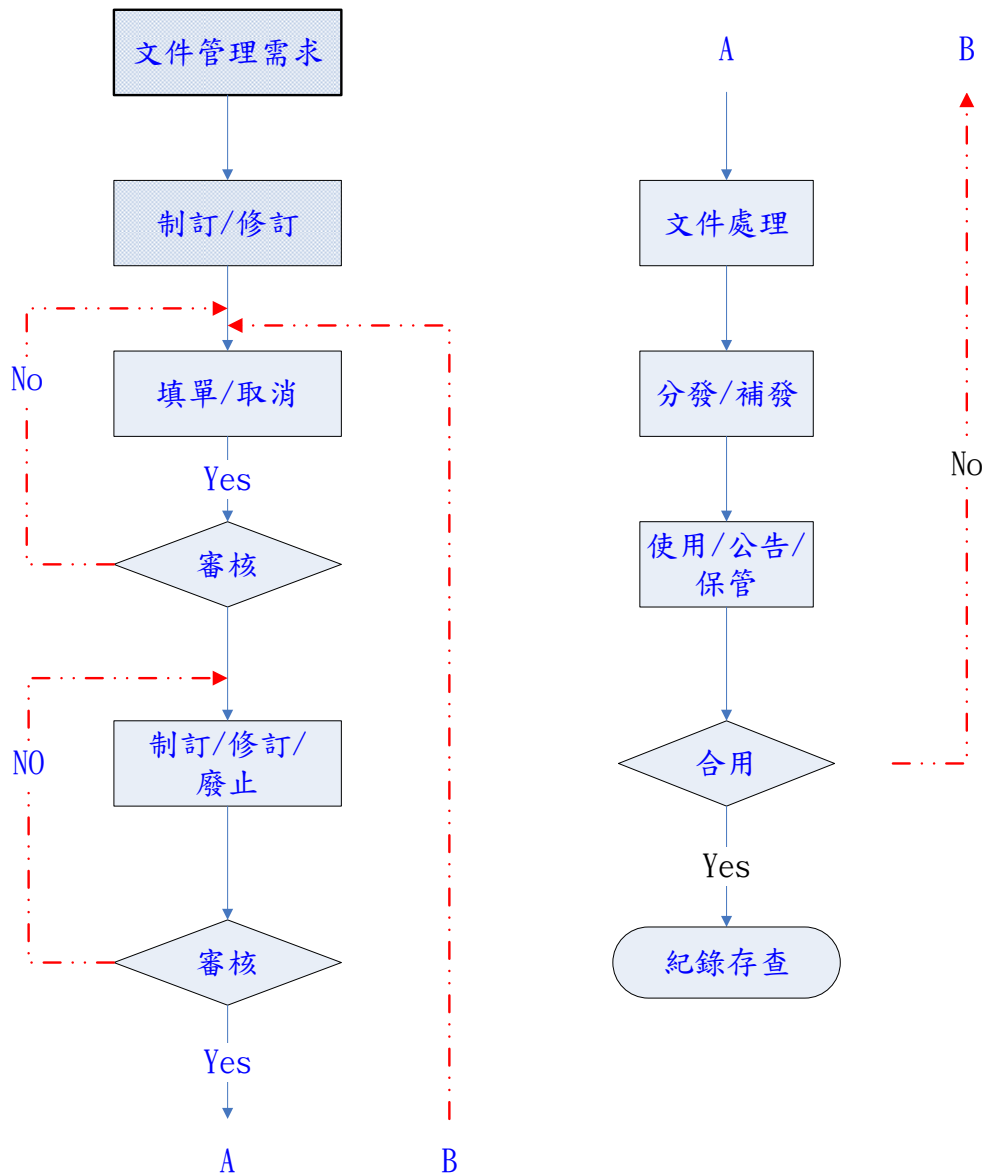 文件管理需求
制訂/修訂
No
填單/取消
Yes
審核
NO
制訂/修訂/
廢止
審核
Yes
A
B
A
B
文件處理
分發/補發
No
使用/公告/
保管
合用
Yes
紀錄存查